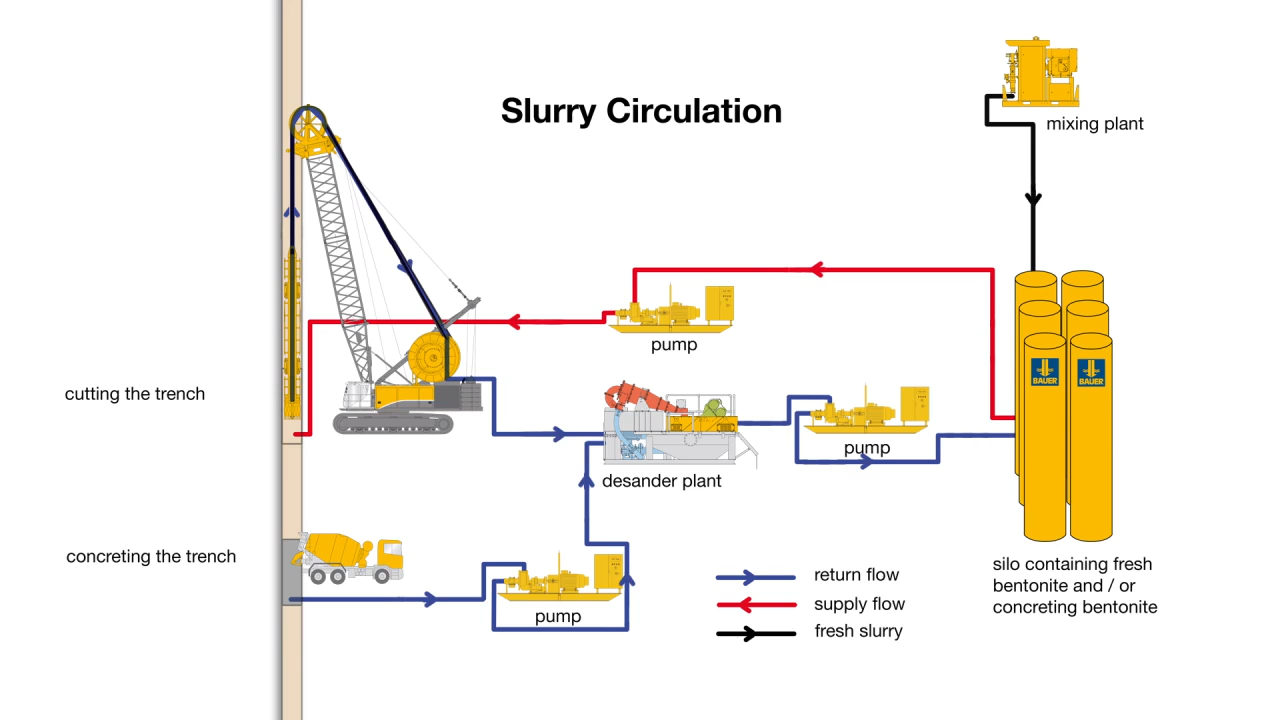 Slurry Circulation
mixing plant
pump
BAUER
BAUER
cutting the trench
pump
desander plant
concreting the trench
pump
silo containing fresh
bentonite and / or
concreting bentonite
return flow
supply flow
fresh slurry